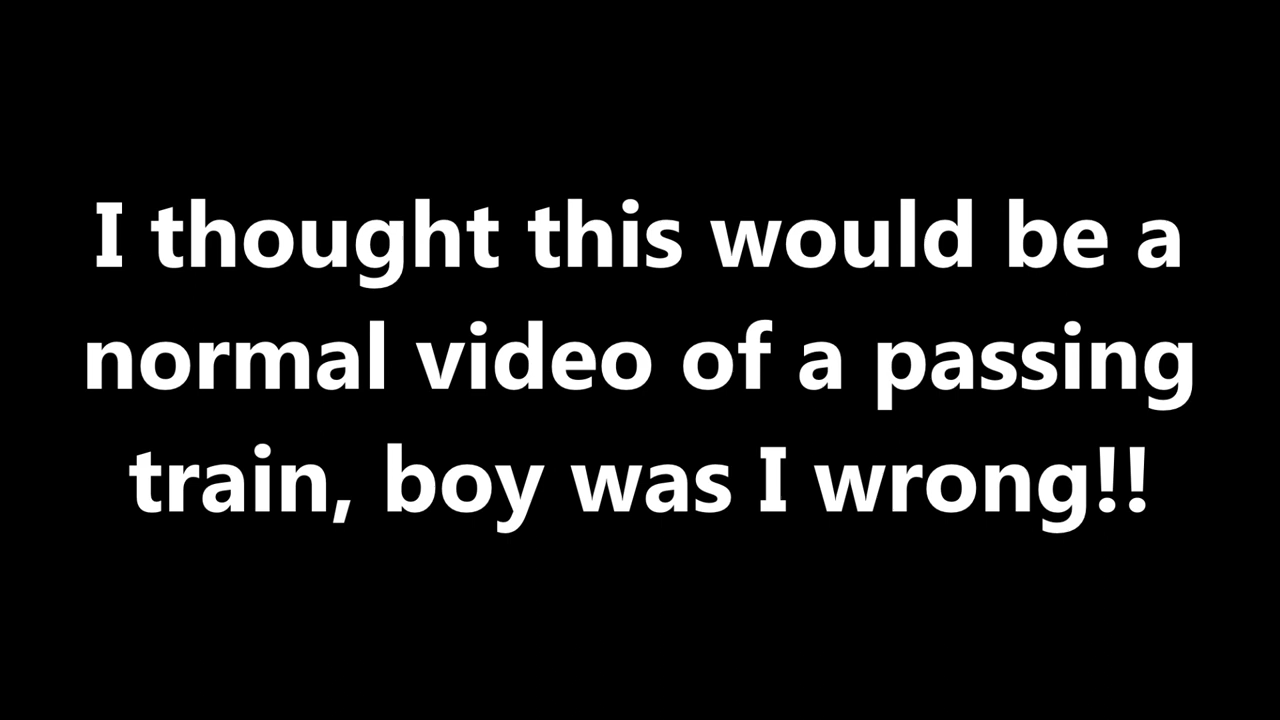 I thought this would be a
normal video of a passing
train, boy was I wrong!!